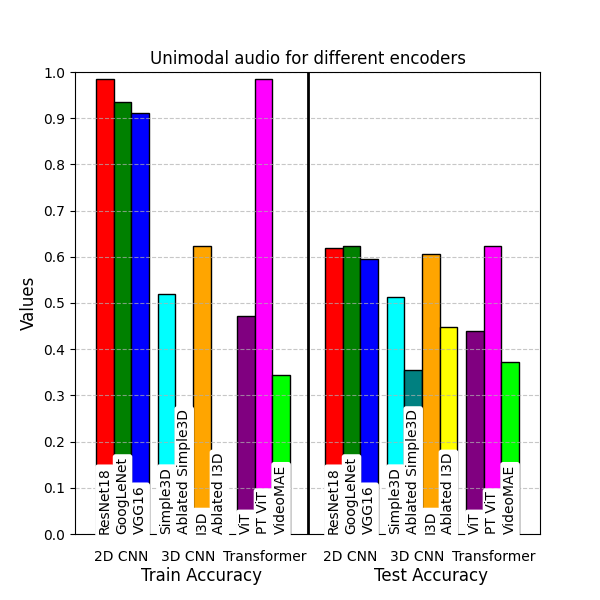 Unimodal audio for different encoders
Values
1.0
0.9
0.8
0.7
0.6
0.5
0.4
0.3
0.2
0.1
0.0
ResNet18
GoogLeNet
VGG16
Simple3D
Ablated Simple3D
I3D
Ablated I3D
ViT
PT ViT
VideoMAE
ResNet18
GoogLeNet
VGG16
Simple3D
Ablated Simple3D
I3D
Ablated I3D
ViT
PT ViT
VideoMAE
2D CNN 3D CNN Transformer 2D CNN 3D CNN Transformer
Train Accuracy Test Accuracy